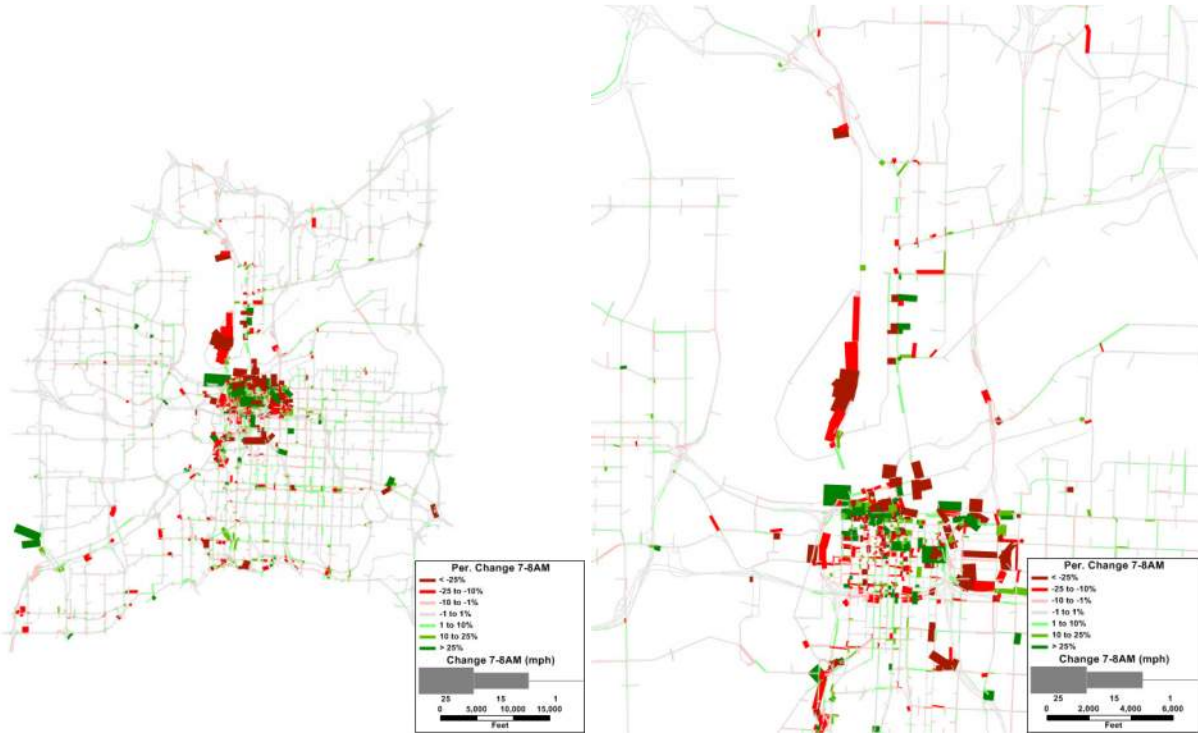 Per. Change 7-8AM
< -25%
-25 to -10%
-10 to -1%
-1 to 1%
1 to 10%
10 to 25%
> 25%
Change 7-8AM (mph)
25 15 1
0 5,000 10,000 15,000
Feet
Per. Change 7-8AM
< -25%
-25 to -10%
-10 to -1%
-1 to 1%
1 to 10%
10 to 25%
> 25%
Change 7-8AM (mph)
25 15 1
0 2,000 4,000 6,000
Feet